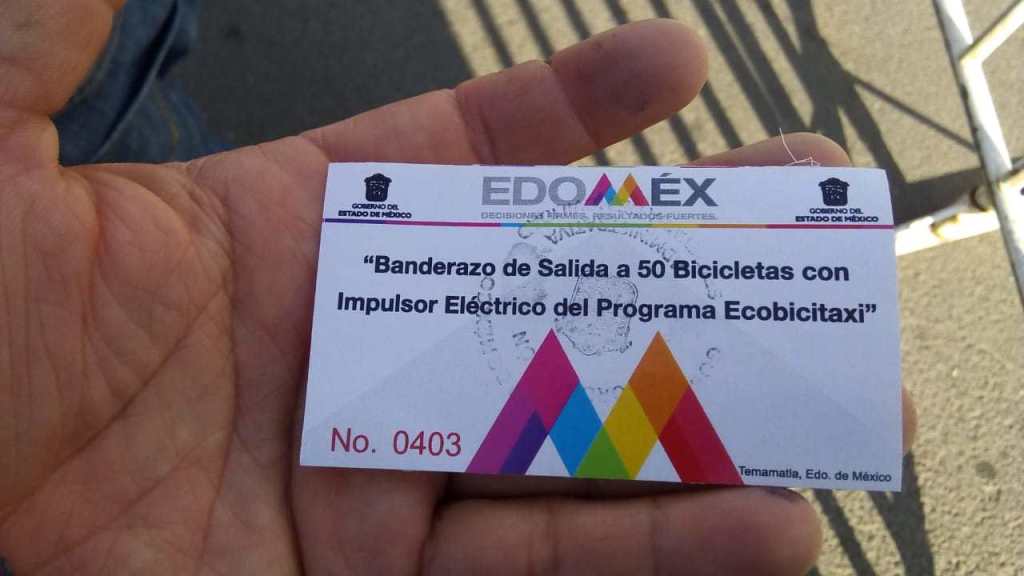 GOBIERNO DEL
ESTADO DE MÉXICO
EDOMÉX
DECISIONES FIRMES, RESULTADOS FUERTES.
GOBIERNO DEL
ESTADO DE MÉXICO
“Banderazo de Salida a 50 Bicicletas con
Impulsor Eléctrico del Programa Ecobicitaxi”
No. 0403
Temamatla, Edo. de México